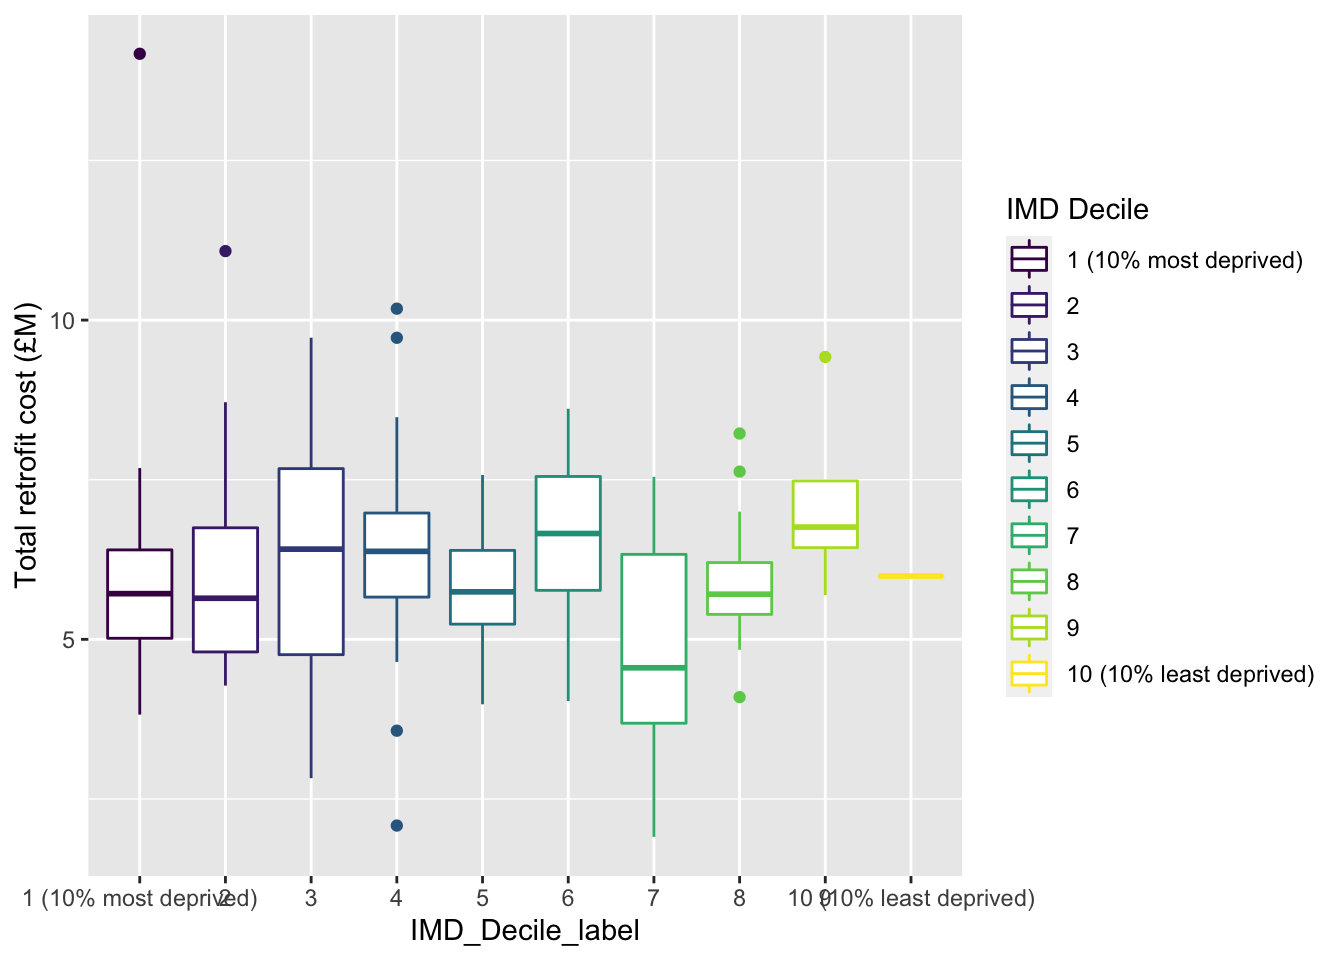 Total retrofit cost (£M)
10
5
1 (10% most deprived)
2
3
4
5
6
7
8
9
10 (10% least deprived)
IMD_Decile_label
IMD Decile
1 (10% most deprived)
2
3
4
5
6
7
8
9
10 (10% least deprived)